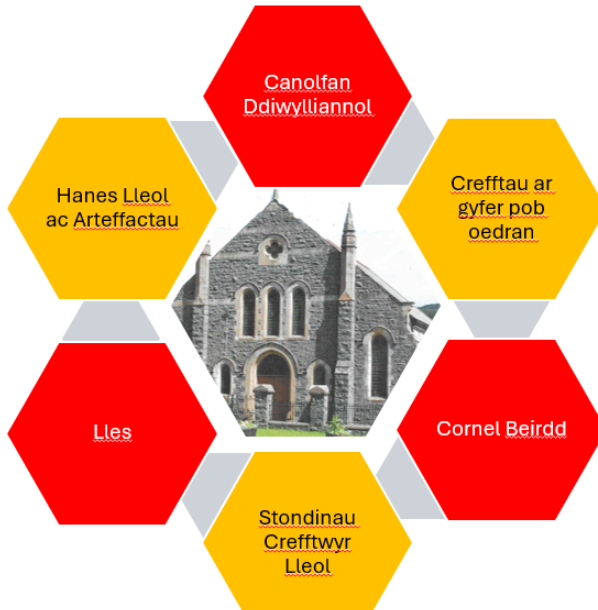 Canolfan
Ddiwylliannol
Crefftau ar
gyfer pob
oedran
Cornel Beirdd
Stondinau
Crefftwyr
Lleol
Lles
Hanes Lleol
ac Arteffactau